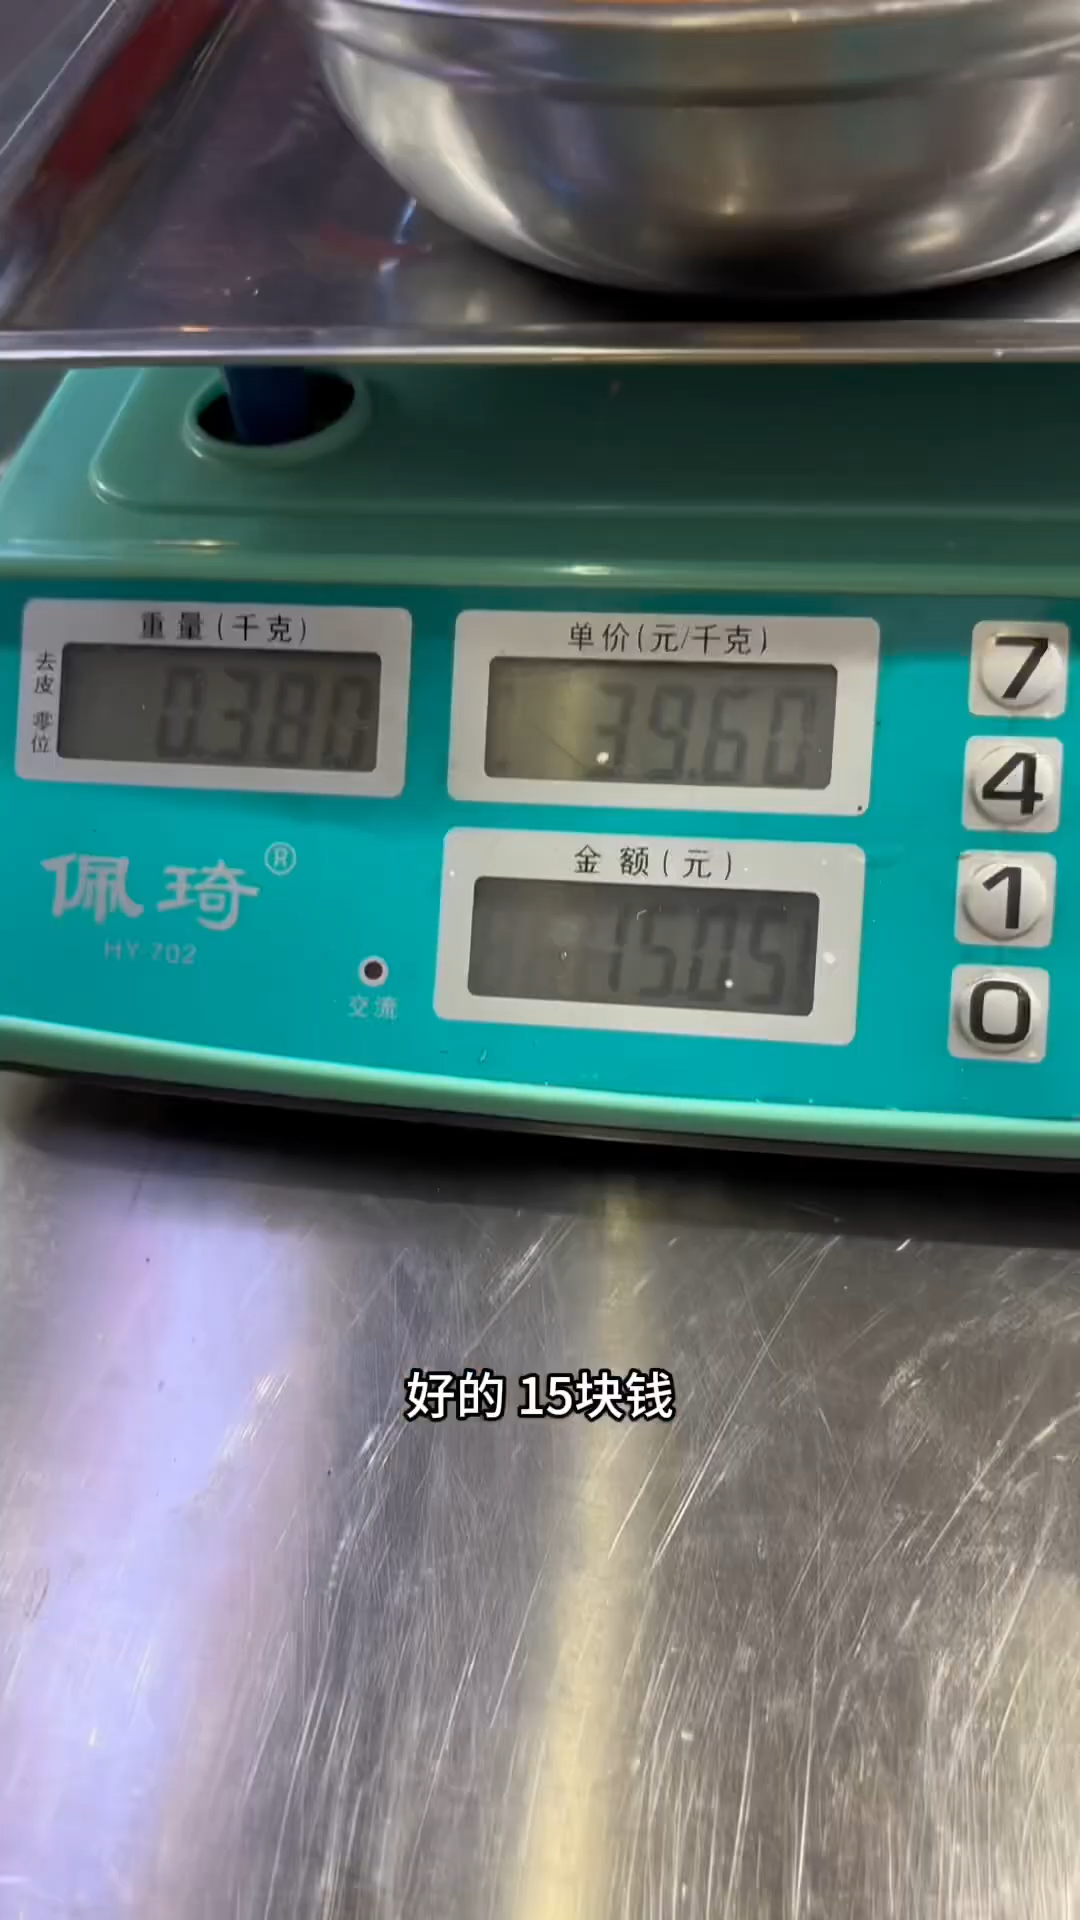 重量(千克)
去皮 零位
0.380
单价(元/千克)
39.60
金额(元)
15.05
佩琦®
HY-702
交流
7
4
1
0
好的 15块钱